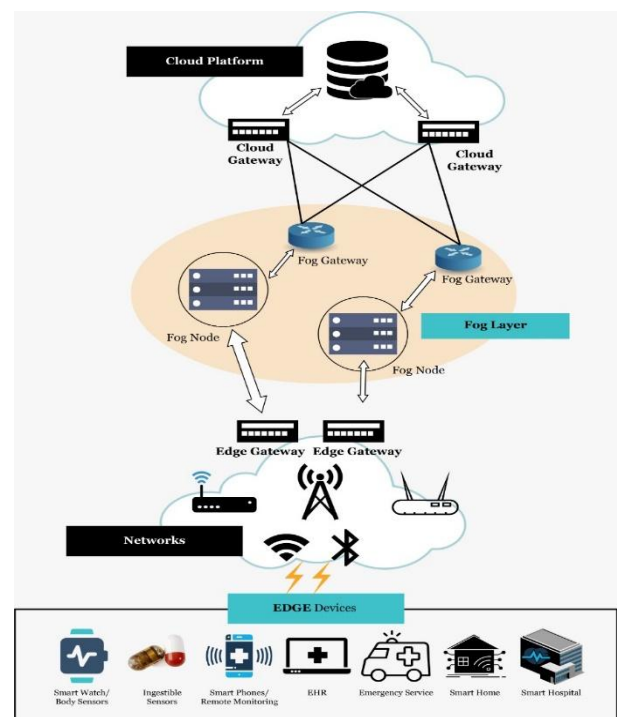 Cloud Platform
Cloud
Gateway
Cloud
Gateway
Fog Gateway
Fog Gateway
Fog Node
Fog Layer
Fog Node
Edge Gateway
Edge Gateway
Networks
EDGE Devices
Smart Watch/
Body Sensors
Ingestible
Sensors
Smart Phones/
Remote Monitoring
EHR
Emergency Service
Smart Home
Smart Hospital